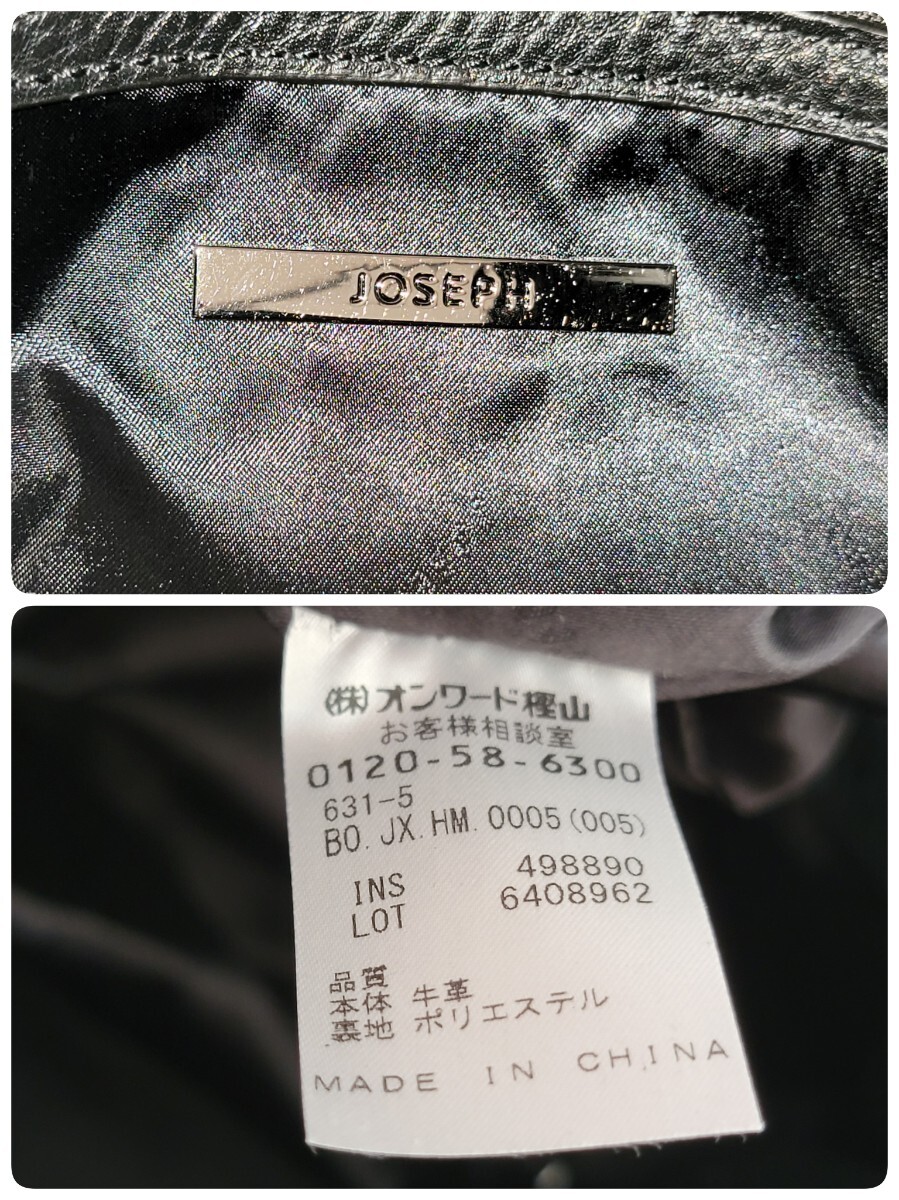 JOSEPH
(株)オンワード樫山
お客様相談室
0120-58-6300
631-5
BO. JX. HM. 0005(005)
INS 498890
LOT 6408962
品質
本体 牛革
裏地 ポリエステル
MADE IN CHINA